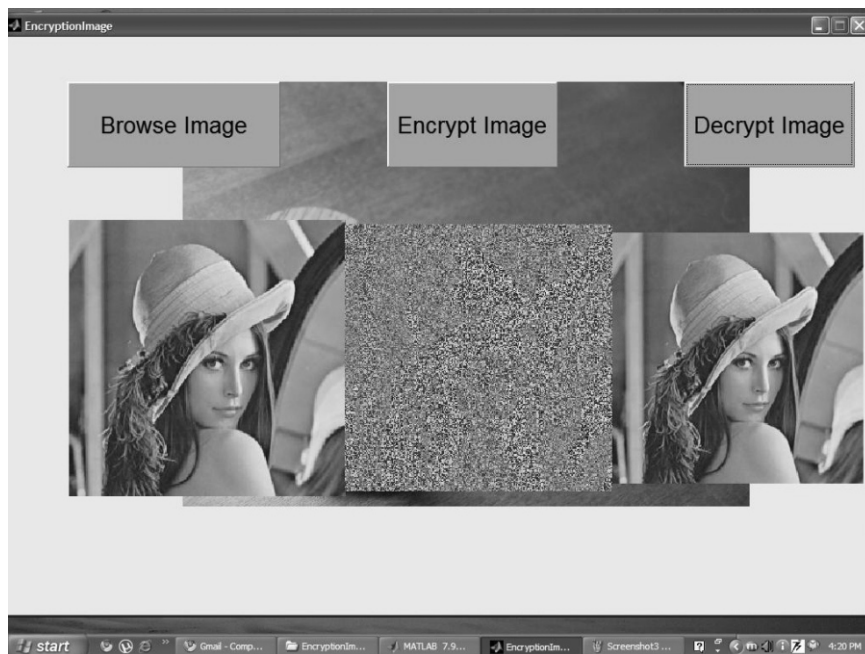 EncryptionImage
Browse Image
Encrypt Image
Decrypt Image
start
Gmail - Comp...
EncryptionIm...
MATLAB 7.9...
EncryptionIm...
Screenshot3 ...
4:20 PM